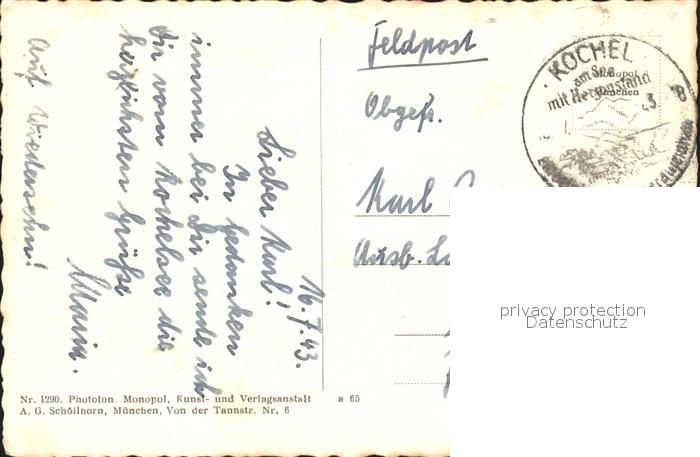 16.7.43.
Lieber Karl!
In Gedanken
immer bei Dir sende ich
Dir vom Kochelsee die
herzlichsten Grüße
Maria.
Auf Wiedersehn!
Feldpost
Obgefr.
Karl
Ausb.
KOCHEL
am See
mit Herzogstand
Monopol
München
Nr. 1290. Phototon Monopol, Kunst- und Verlagsanstalt
A. G. Schöllhorn, München, Von der Tannstr. Nr. 6
a 65
privacy protection
Datenschutz